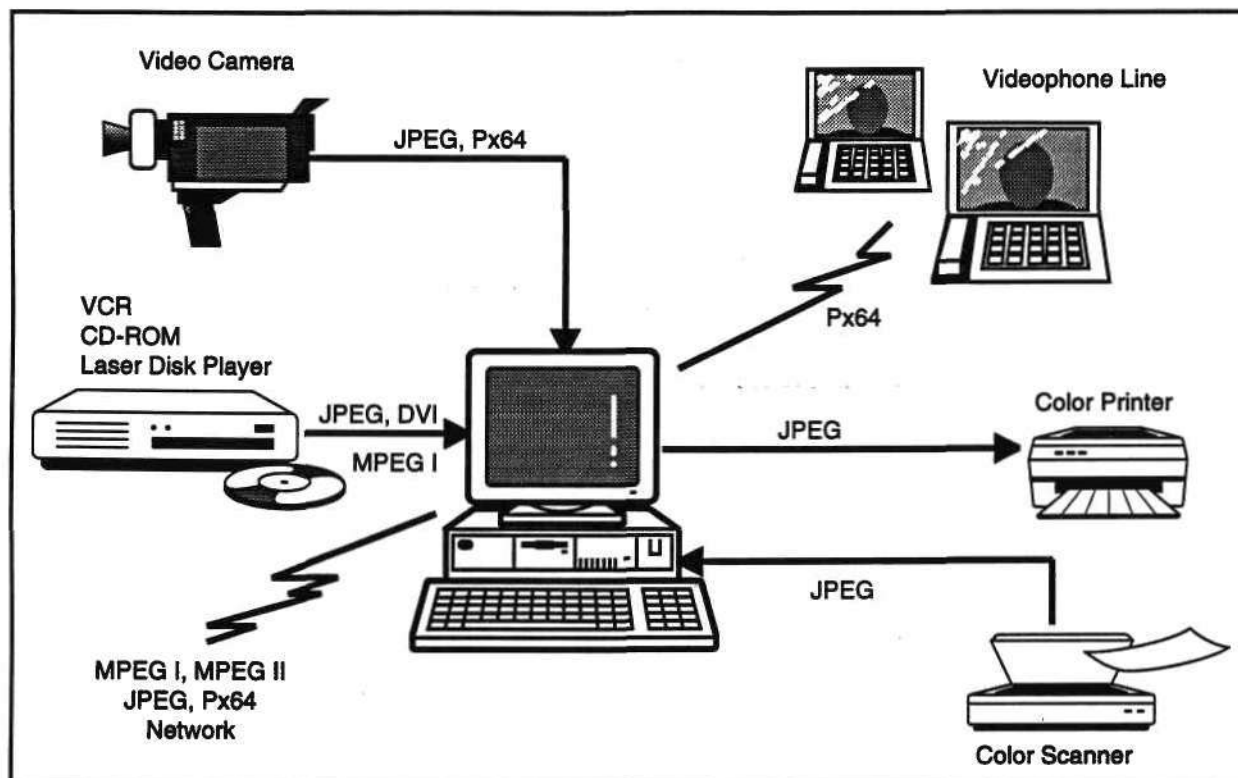 Video Camera
Videophone Line
JPEG, Px64
VCR
CD-ROM
Laser Disk Player
Px64
JPEG, DVI
MPEG I
JPEG
Color Printer
JPEG
MPEG I, MPEG II
JPEG, Px64
Network
Color Scanner